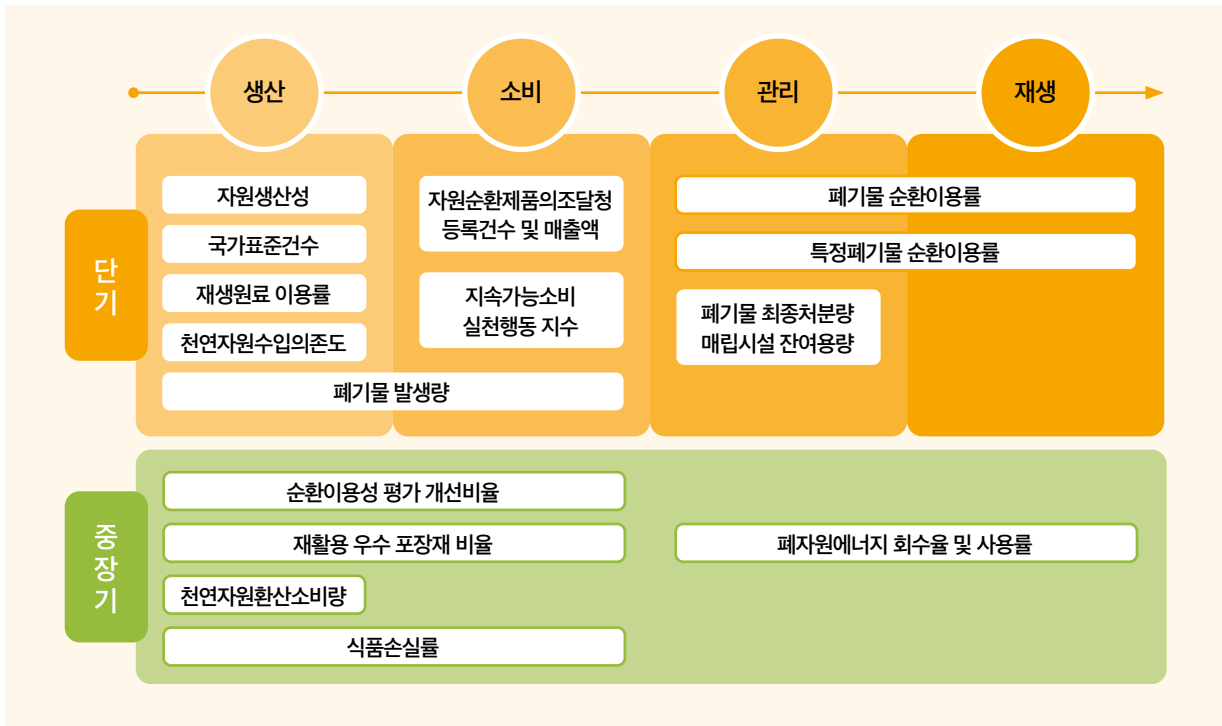 생산
소비
관리
재생
단기
자원생산성
국가표준건수
재생원료 이용률
천연자원수입의존도
자원순환제품의조달청
등록건수 및 매출액
지속가능소비
실천행동 지수
폐기물 발생량
폐기물 순환이용률
특정폐기물 순환이용률
폐기물 최종처분량
매립시설 잔여용량
중장기
순환이용성 평가 개선비율
재활용 우수 포장재 비율
천연자원환산소비량
식품손실률
폐자원에너지 회수율 및 사용률